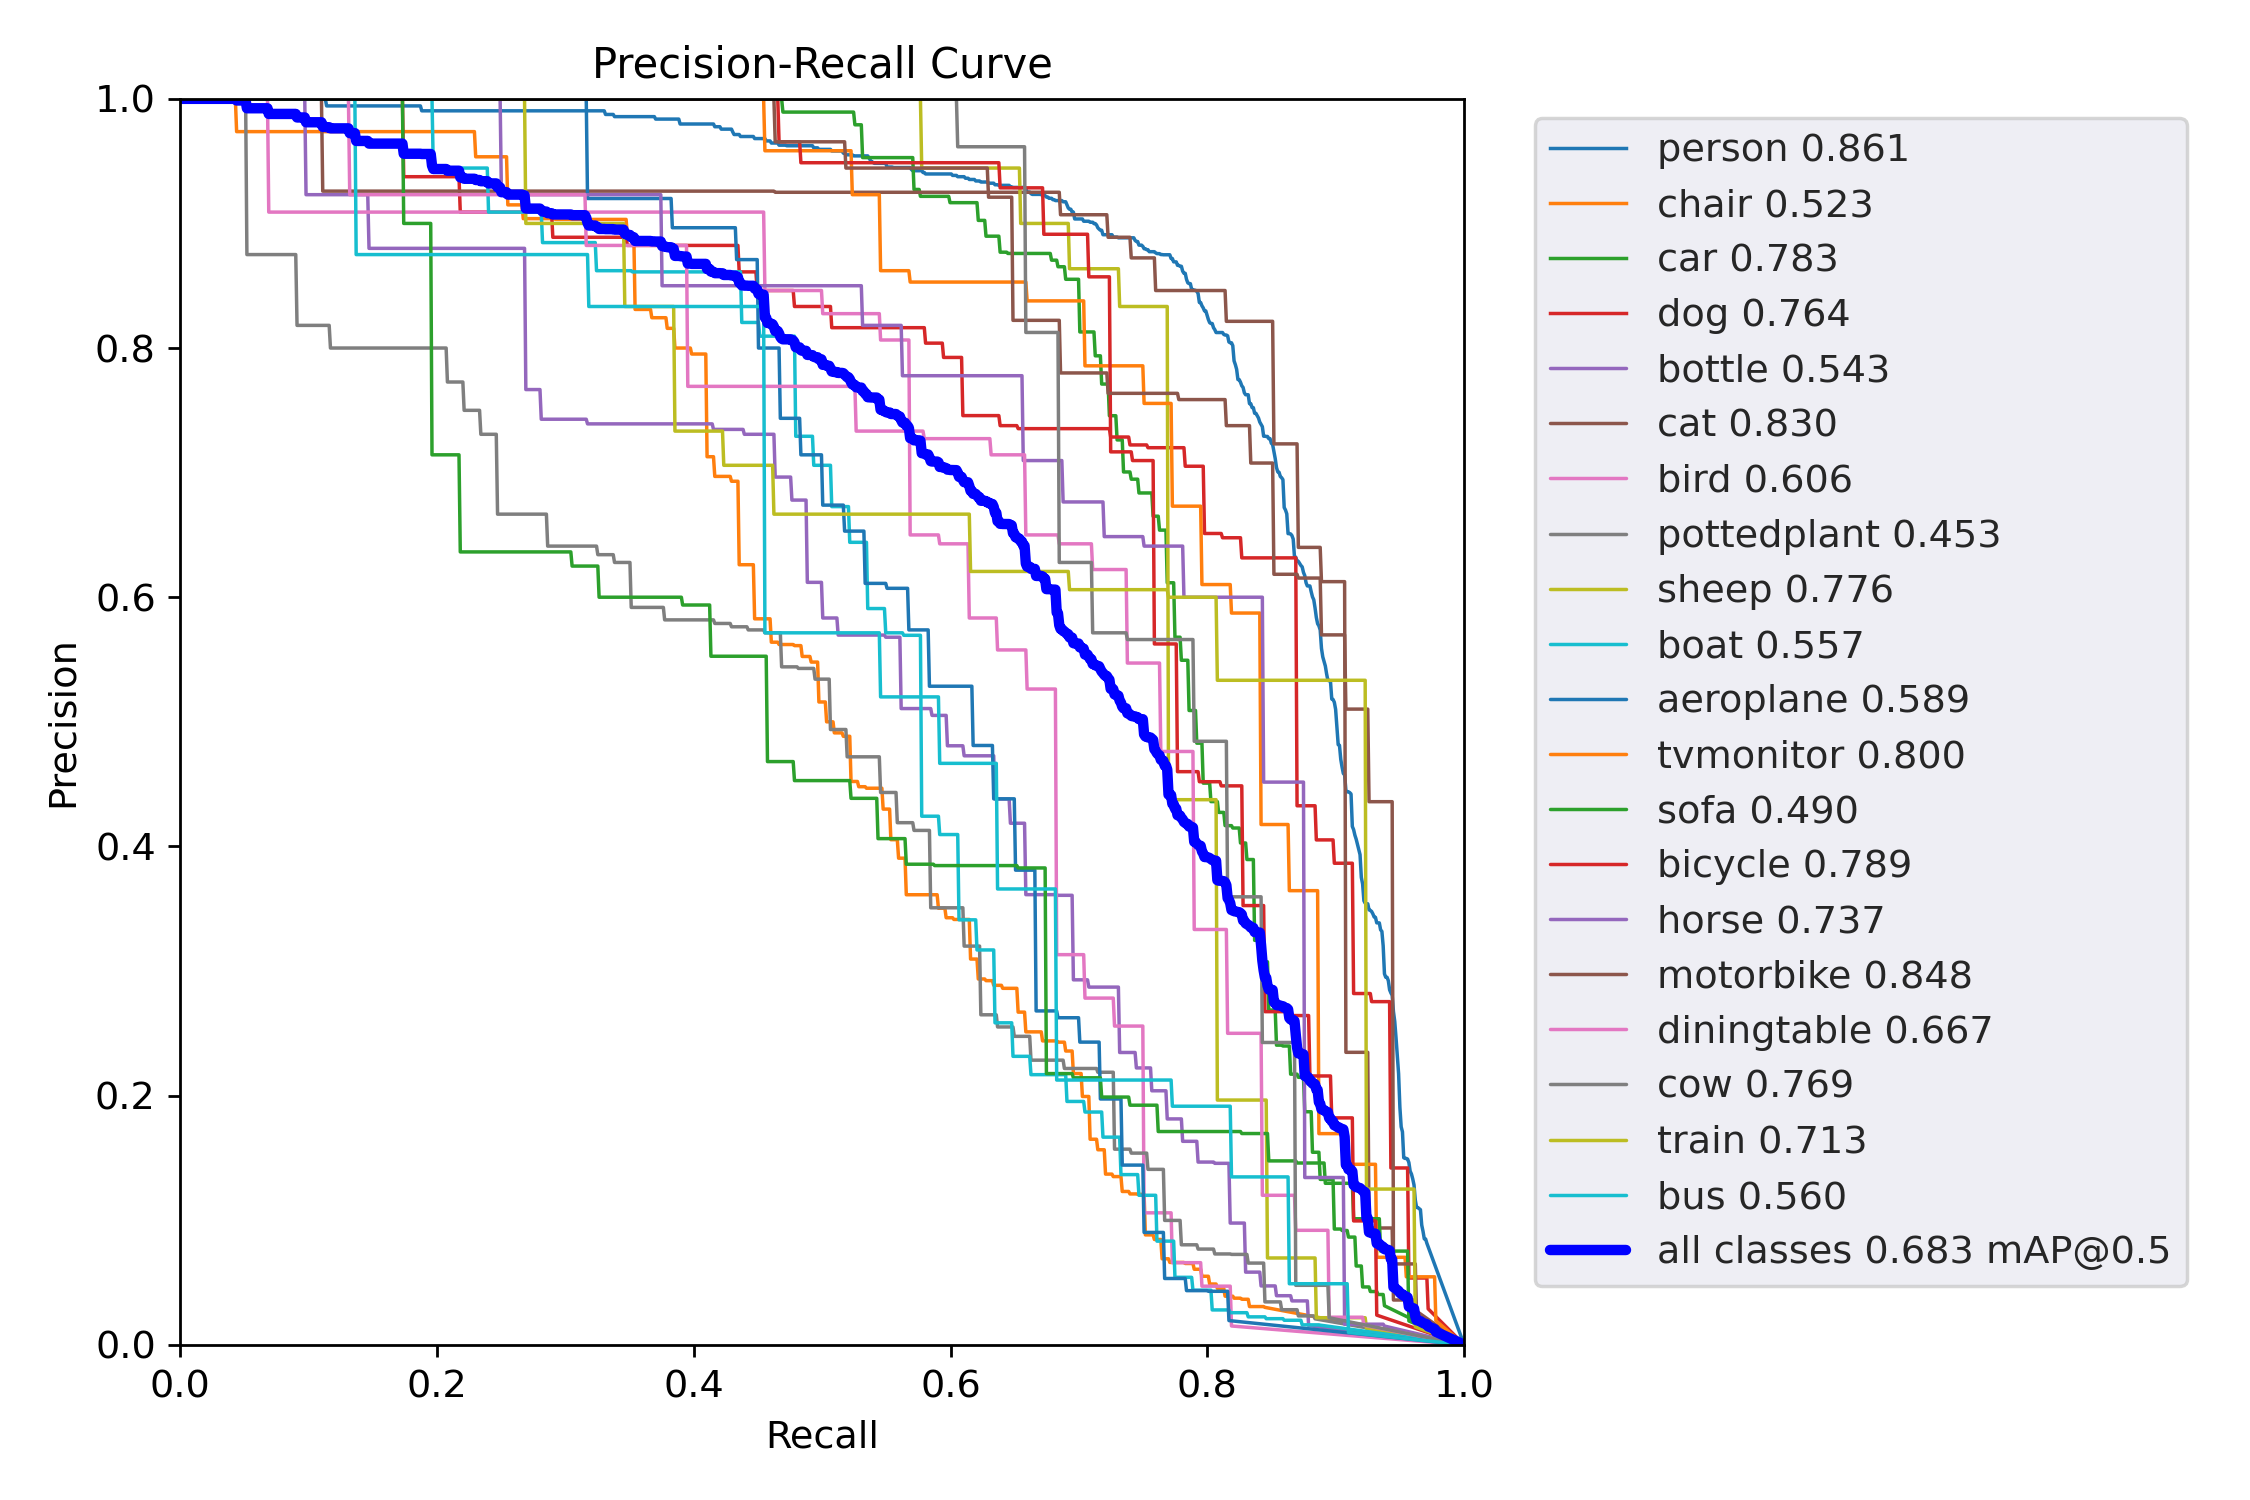 Precision-Recall Curve
1.0
0.8
0.6
0.4
0.2
0.0
Precision
0.0 0.2 0.4 0.6 0.8 1.0
Recall
person 0.861
chair 0.523
car 0.783
dog 0.764
bottle 0.543
cat 0.830
bird 0.606
pottedplant 0.453
sheep 0.776
boat 0.557
aeroplane 0.589
tvmonitor 0.800
sofa 0.490
bicycle 0.789
horse 0.737
motorbike 0.848
diningtable 0.667
cow 0.769
train 0.713
bus 0.560
all classes 0.683 mAP@0.5